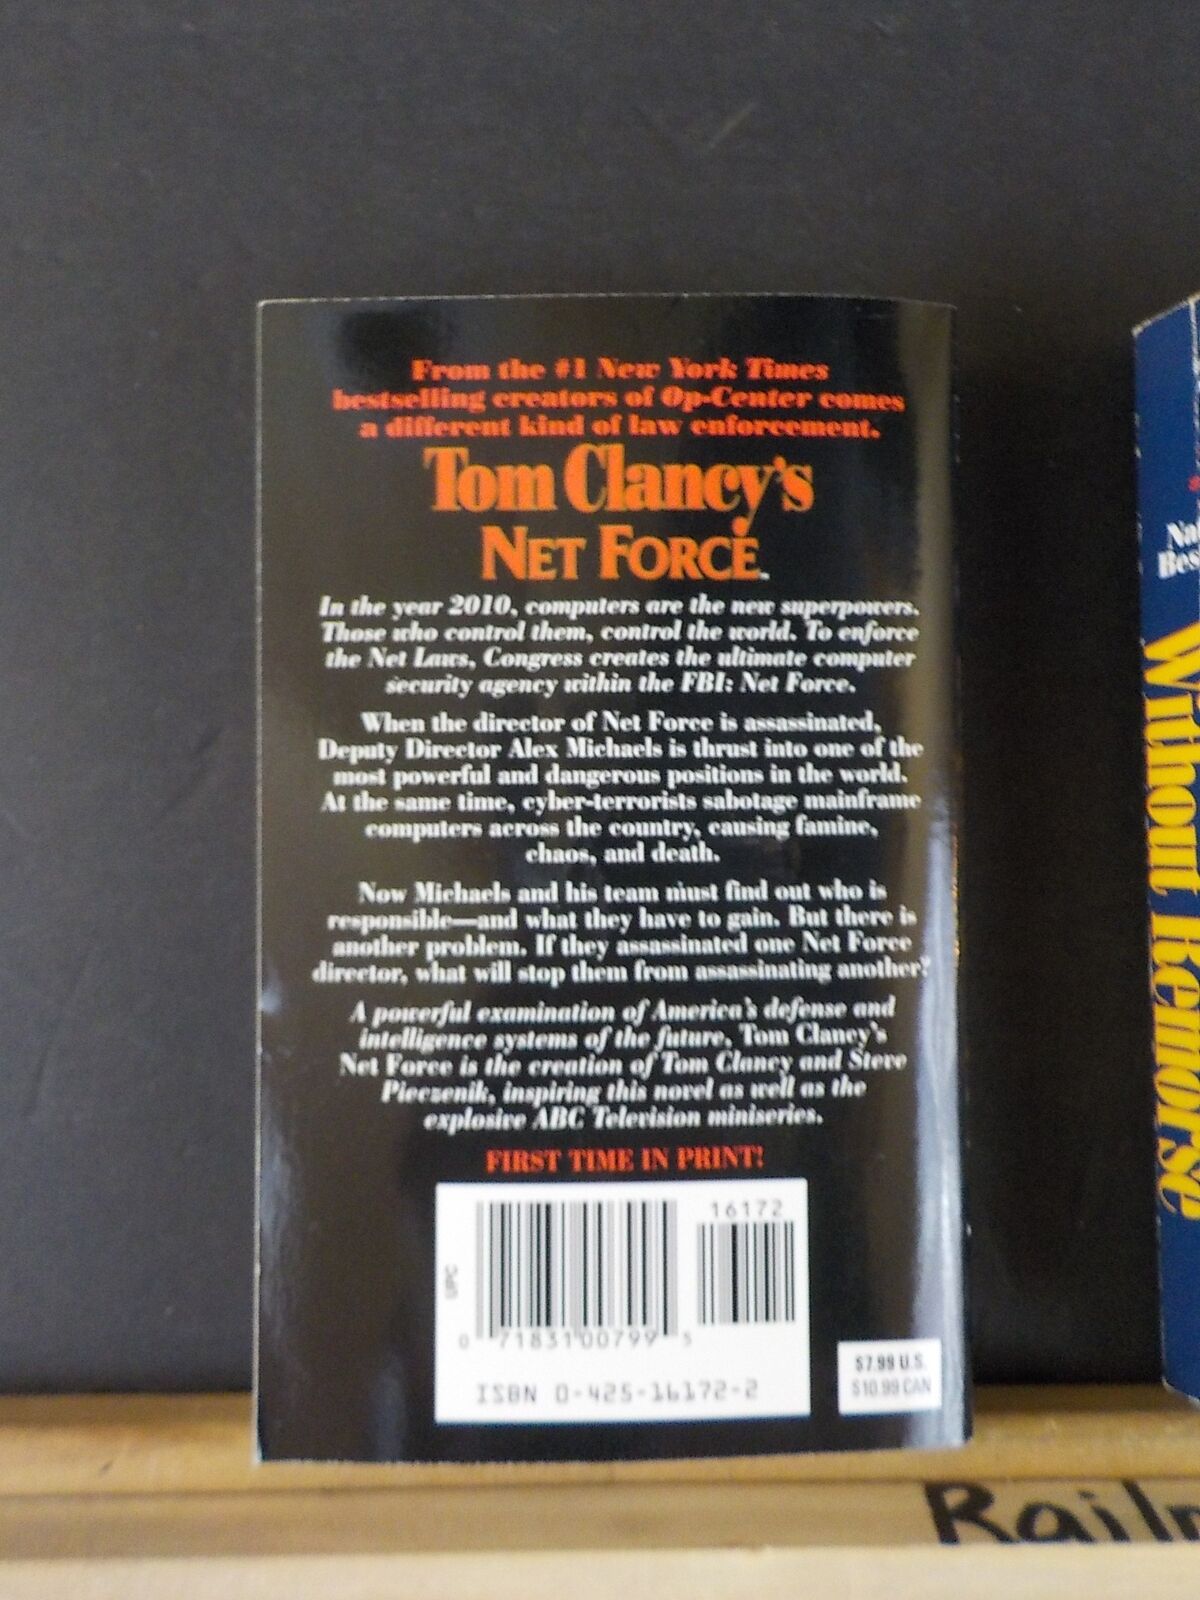 From the #1 New York Times
bestselling creators of Op-Center comes
a different kind of law enforcement.
Tom Clancy's
NET FORCE™
In the year 2010, computers are the new superpowers.
Those who control them, control the world. To enforce
the Net Laws, Congress creates the ultimate computer
security agency within the FBI: Net Force.
When the director of Net Force is assassinated,
Deputy Director Alex Michaels is thrust into one of the
most powerful and dangerous positions in the world.
At the same time, cyber-terrorists sabotage mainframe
computers across the country, causing famine,
chaos, and death.
Now Michaels and his team must find out who is
responsible—and what they have to gain. But there is
another problem. If they assassinated one Net Force
director, what will stop them from assassinating another?
A powerful examination of America's defense and
intelligence systems of the future, Tom Clancy's
Net Force is the creation of Tom Clancy and Steve
Pieczenik, inspiring this novel as well as the
explosive ABC Television miniseries.
FIRST TIME IN PRINT!
16172
UPC
0 71831 00799 5
ISBN 0-425-16172-2
$7.99 U.S.
$10.99 CAN
Without Remorse